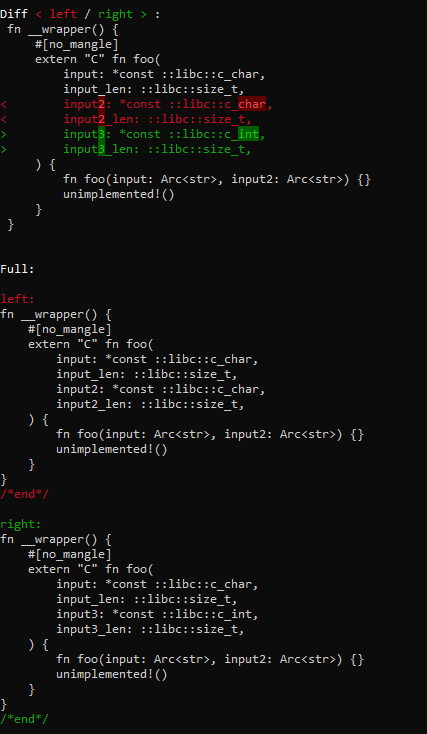 Diff < left / right > :
 fn __wrapper() {
     #[no_mangle]
     extern "C" fn foo(
         input: *const ::libc::c_char,
         input_len: ::libc::size_t,
<        input2: *const ::libc::c_char,
<        input2_len: ::libc::size_t,
>        input3: *const ::libc::c_int,
>        input3_len: ::libc::size_t,
     ) {
         fn foo(input: Arc<str>, input2: Arc<str>) {}
         unimplemented!()
     }
 }
Full:
left:
fn __wrapper() {
    #[no_mangle]
    extern "C" fn foo(
        input: *const ::libc::c_char,
        input_len: ::libc::size_t,
        input2: *const ::libc::c_char,
        input2_len: ::libc::size_t,
    ) {
        fn foo(input: Arc<str>, input2: Arc<str>) {}
        unimplemented!()
    }
}
/*end*/
right:
fn __wrapper() {
    #[no_mangle]
    extern "C" fn foo(
        input: *const ::libc::c_char,
        input_len: ::libc::size_t,
        input3: *const ::libc::c_int,
        input3_len: ::libc::size_t,
    ) {
        fn foo(input: Arc<str>, input2: Arc<str>) {}
        unimplemented!()
    }
}
/*end*/